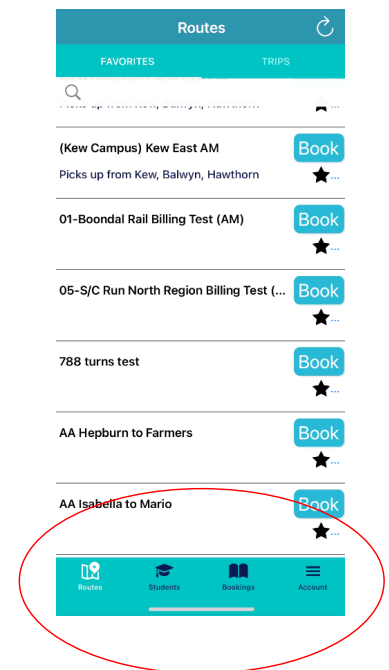 Routes
FAVORITES TRIPS
(Kew Campus) Kew East AM Book
Picks up from Kew, Balwyn, Hawthorn ...
01-Boondal Rail Billing Test (AM) Book
...
05-S/C Run North Region Billing Test (... Book
...
788 turns test Book
...
AA Hepburn to Farmers Book
...
AA Isabella to Mario Book
...
Routes Students Bookings Account